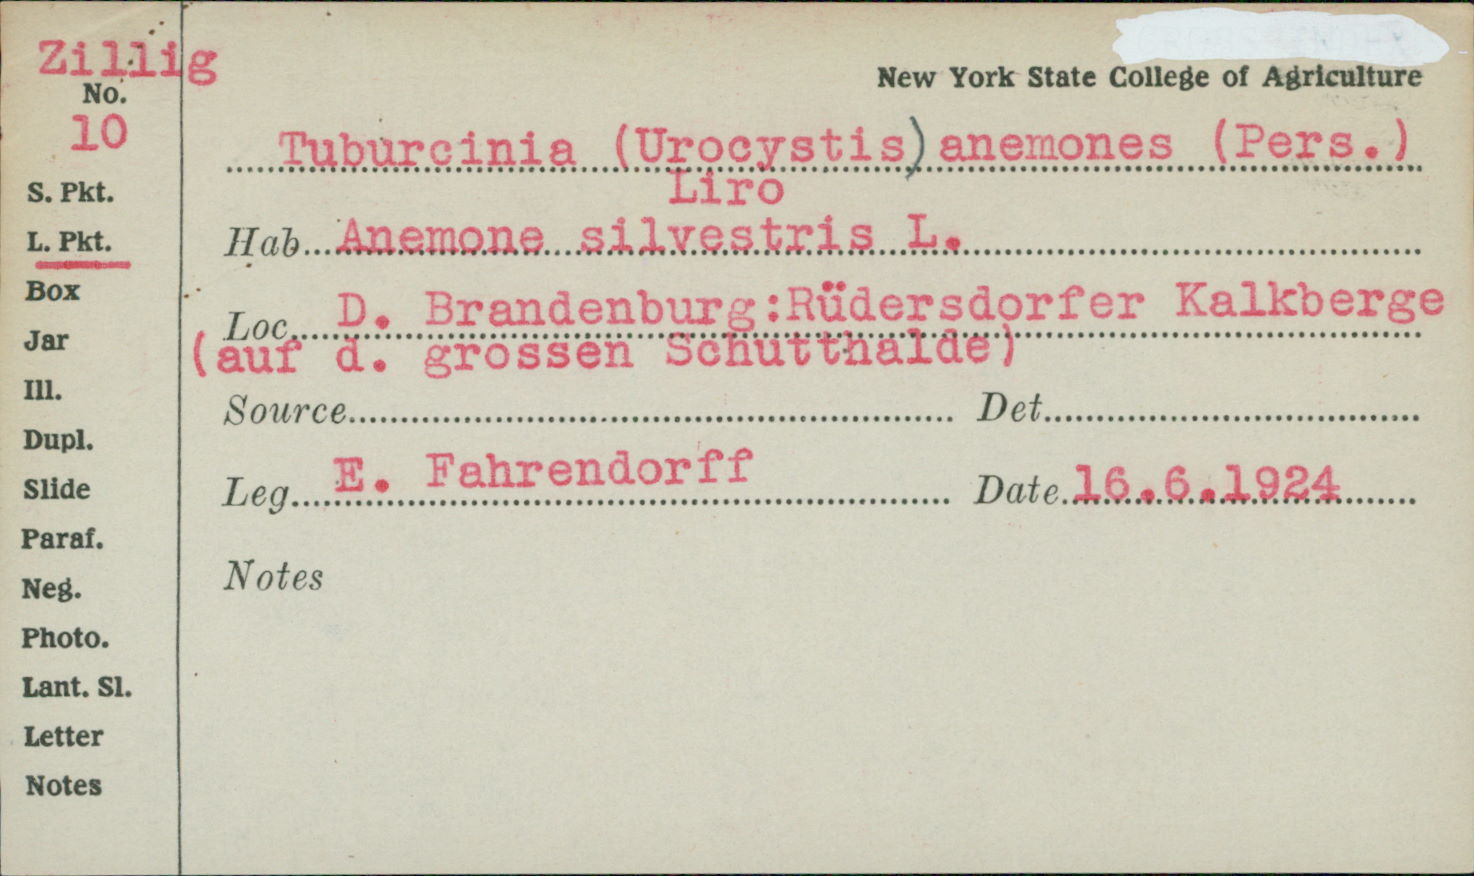 Zillig
No.
10
New York State College of Agriculture
Tuburcinia (Urocystis) anemones (Pers.)
Liro
Hab. Anemone silvestris L.
Loc. D. Brandenburg:Rüdersdorfer Kalkberge
(auf d. grossen Schutthalde)
Source Det.
Leg. E. Fahrendorff Date 16.6.1924
Notes
S. Pkt.
L. Pkt.
Box
Jar
Ill.
Dupl.
Slide
Paraf.
Neg.
Photo.
Lant. Sl.
Letter
Notes